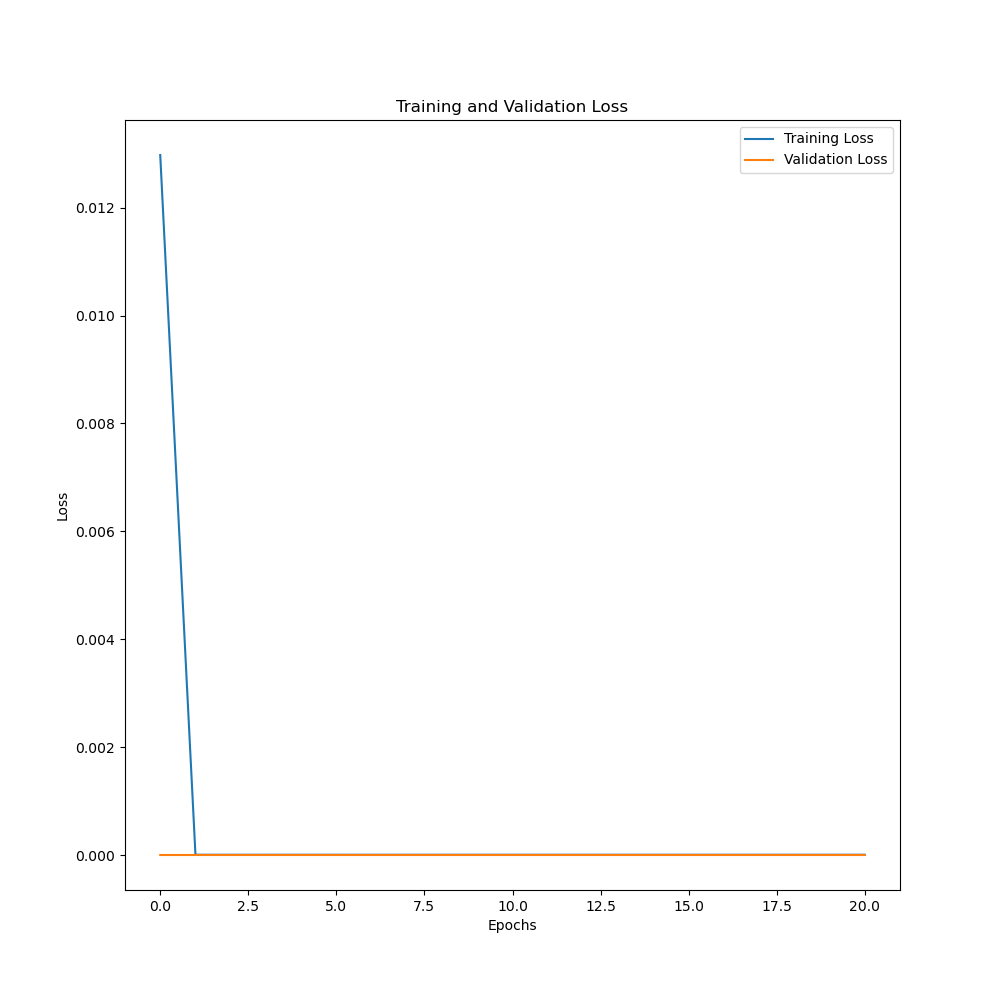 Training and Validation Loss
Training Loss
Validation Loss
0.012
0.010
0.008
0.006
0.004
0.002
0.000
Loss
0.0 2.5 5.0 7.5 10.0 12.5 15.0 17.5 20.0
Epochs